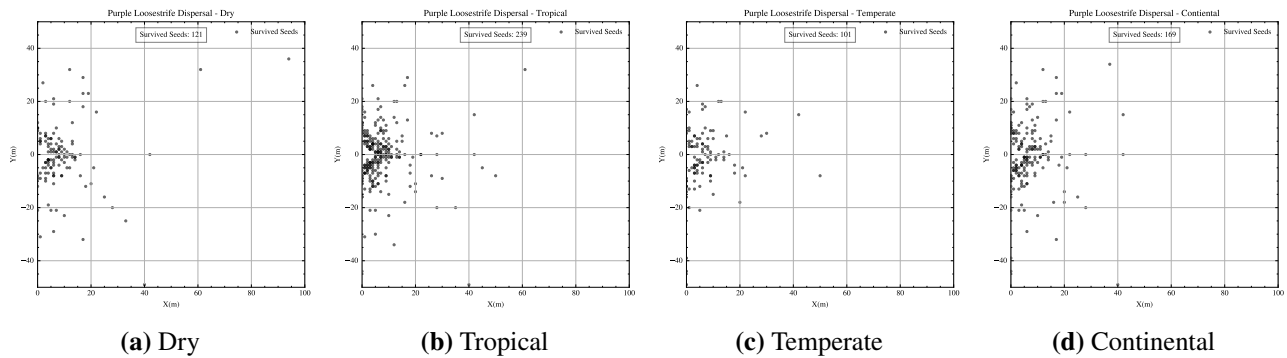 Purple Loosestrife Dispersal - Dry
Survived Seeds: 121
Survived Seeds
40
20
0
−20
−40
Y(m)
0 20 40 60 80 100
X(m)
(a) Dry
Purple Loosestrife Dispersal - Tropical
Survived Seeds: 239
Survived Seeds
40
20
0
−20
−40
Y(m)
0 20 40 60 80 100
X(m)
(b) Tropical
Purple Loosestrife Dispersal -Temperate
Survived Seeds: 101
Survived Seeds
40
20
0
−20
−40
Y(m)
0 20 40 60 80 100
X(m)
(c) Temperate
Purple Loosestrife Dispersal - Contiental
Survived Seeds: 169
Survived Seeds
40
20
0
−20
−40
Y(m)
0 20 40 60 80 100
X(m)
(d) Continental